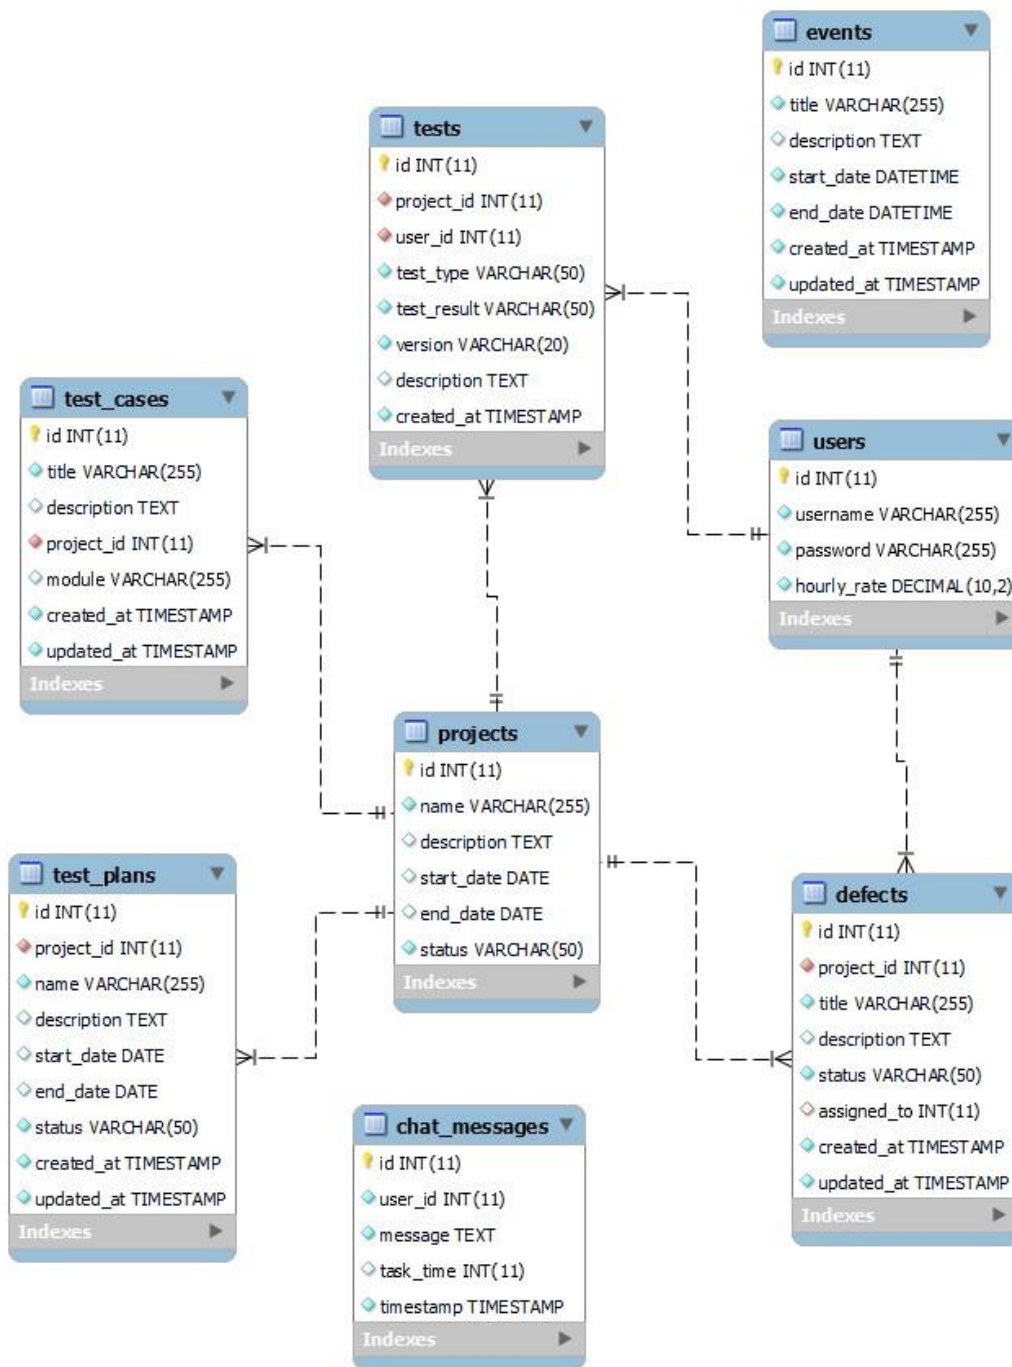 events
id INT(11)
title VARCHAR(255)
description TEXT
start_date DATETIME
end_date DATETIME
created_at TIMESTAMP
updated_at TIMESTAMP
Indexes
tests
id INT(11)
project_id INT(11)
user_id INT(11)
test_type VARCHAR(50)
test_result VARCHAR(50)
version VARCHAR(20)
description TEXT
created_at TIMESTAMP
Indexes
test_cases
id INT(11)
title VARCHAR(255)
description TEXT
project_id INT(11)
module VARCHAR(255)
created_at TIMESTAMP
updated_at TIMESTAMP
Indexes
users
id INT(11)
username VARCHAR(255)
password VARCHAR(255)
hourly_rate DECIMAL(10,2)
Indexes
projects
id INT(11)
name VARCHAR(255)
description TEXT
start_date DATE
end_date DATE
status VARCHAR(50)
Indexes
test_plans
id INT(11)
project_id INT(11)
name VARCHAR(255)
description TEXT
start_date DATE
end_date DATE
status VARCHAR(50)
created_at TIMESTAMP
updated_at TIMESTAMP
Indexes
defects
id INT(11)
project_id INT(11)
title VARCHAR(255)
description TEXT
status VARCHAR(50)
assigned_to INT(11)
created_at TIMESTAMP
updated_at TIMESTAMP
Indexes
chat_messages
id INT(11)
user_id INT(11)
message TEXT
task_time INT(11)
timestamp TIMESTAMP
Indexes